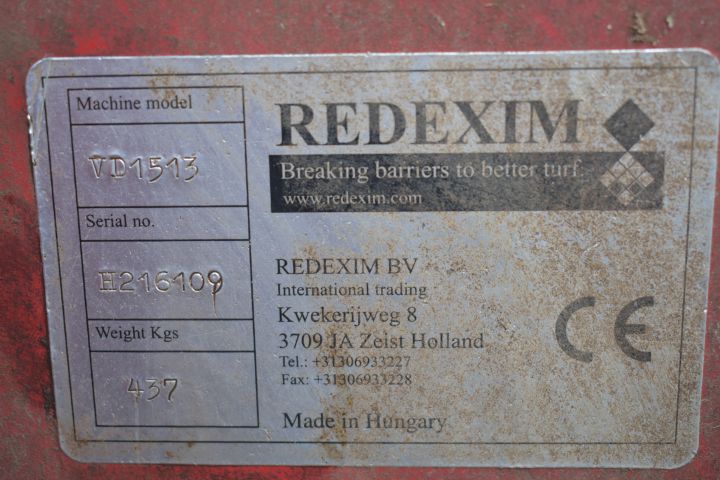 Machine model
VD1513
Serial no.
H216109
Weight Kgs
437
REDEXIM
Breaking barriers to better turf.
www.redexim.com
REDEXIM BV
International trading
Kwekerijweg 8
3709 JA Zeist Holland
Tel.: +31306933227
Fax: +31306933228
Made in Hungary
CE